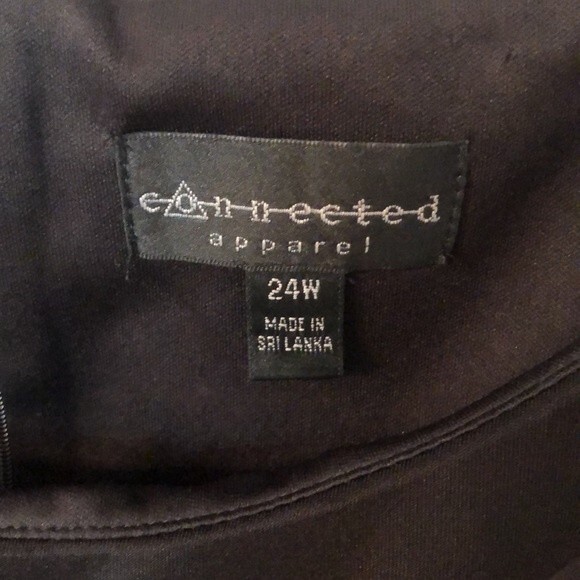 connected
apparel
24W
MADE IN
SRI LANKA